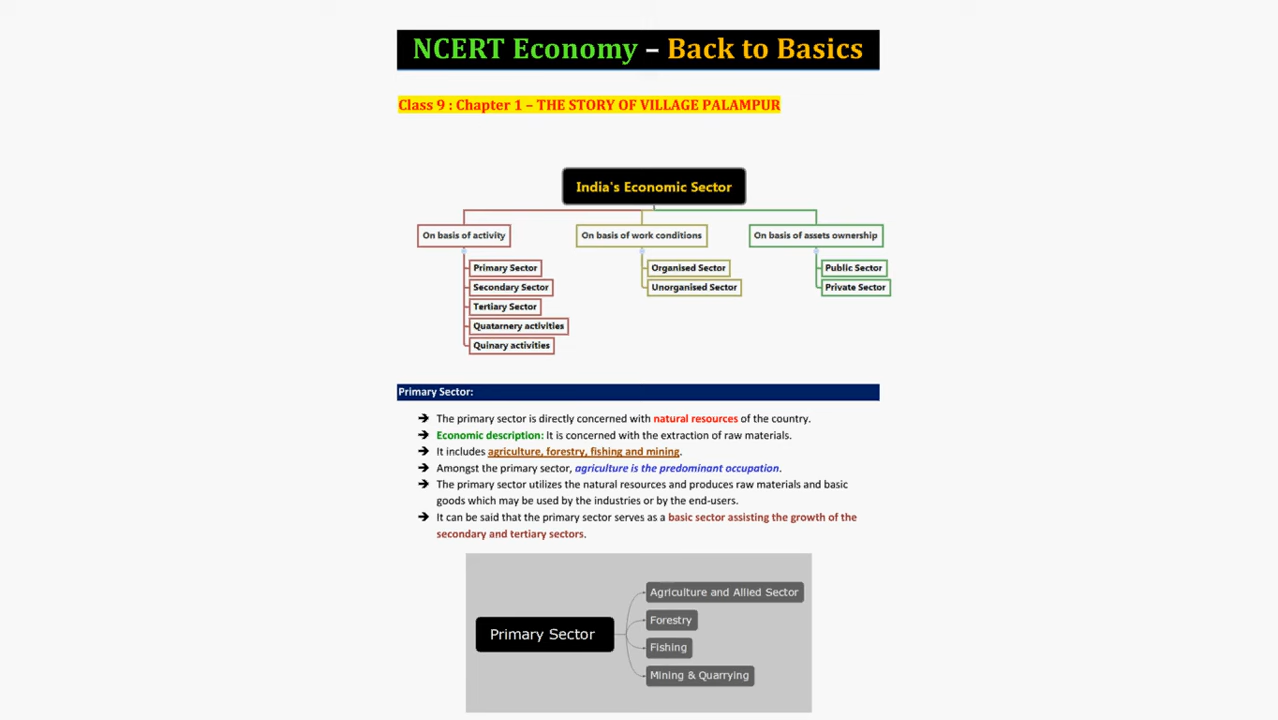 NCERT Economy – Back to Basics
Class 9 : Chapter 1 – THE STORY OF VILLAGE PALAMPUR
India's Economic Sector
On basis of activity
On basis of work conditions
On basis of assets ownership
Primary Sector
Organised Sector
Public Sector
Secondary Sector
Unorganised Sector
Private Sector
Tertiary Sector
Quatarnery activities
Quinary activities
Primary Sector:
➔ The primary sector is directly concerned with natural resources of the country.
➔ Economic description: It is concerned with the extraction of raw materials.
➔ It includes agriculture, forestry, fishing and mining.
➔ Amongst the primary sector, agriculture is the predominant occupation.
➔ The primary sector utilizes the natural resources and produces raw materials and basic
goods which may be used by the industries or by the end-users.
➔ It can be said that the primary sector serves as a basic sector assisting the growth of the
secondary and tertiary sectors.
Agriculture and Allied Sector
Forestry
Primary Sector
Fishing
Mining & Quarrying